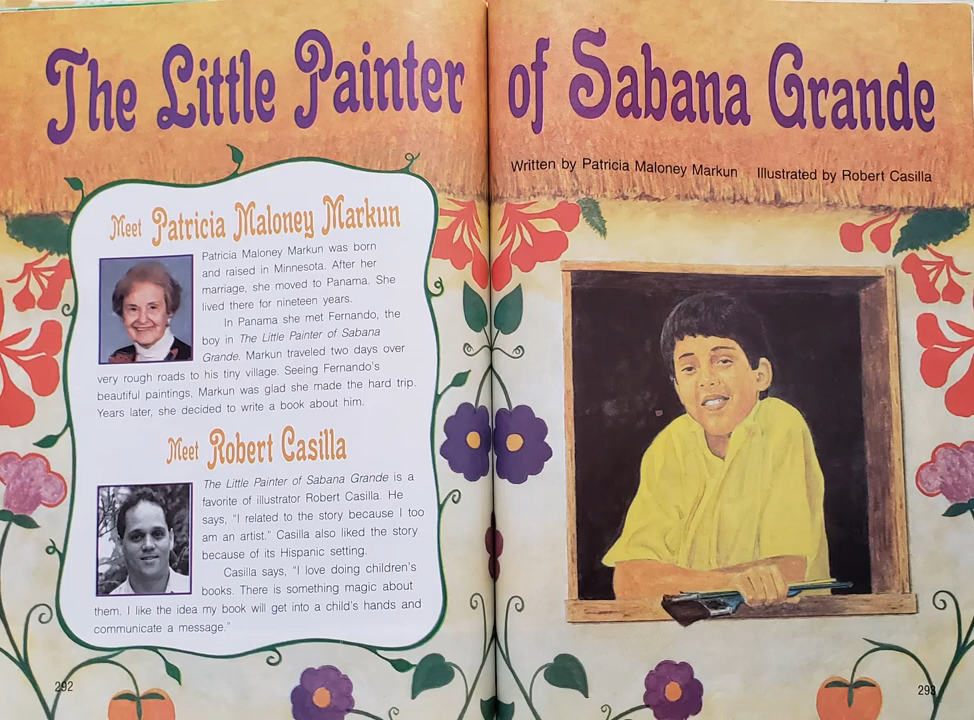 The Little Painter of Sabana Grande
Written by Patricia Maloney Markun Illustrated by Robert Casilla
Meet Patricia Maloney Markun
Patricia Maloney Markun was born
and raised in Minnesota. After her
marriage, she moved to Panama. She
lived there for nineteen years.
In Panama she met Fernando, the
boy in The Little Painter of Sabana
Grande. Markun traveled two days over
very rough roads to his tiny village. Seeing Fernando's
beautiful paintings, Markun was glad she made the hard trip.
Years later, she decided to write a book about him.
Meet Robert Casilla
The Little Painter of Sabana Grande is a
favorite of illustrator Robert Casilla. He
says, "I related to the story because I too
am an artist." Casilla also liked the story
because of its Hispanic setting.
Casilla says, "I love doing children's
books. There is something magic about
them. I like the idea my book will get into a child's hands and
communicate a message."
292
293